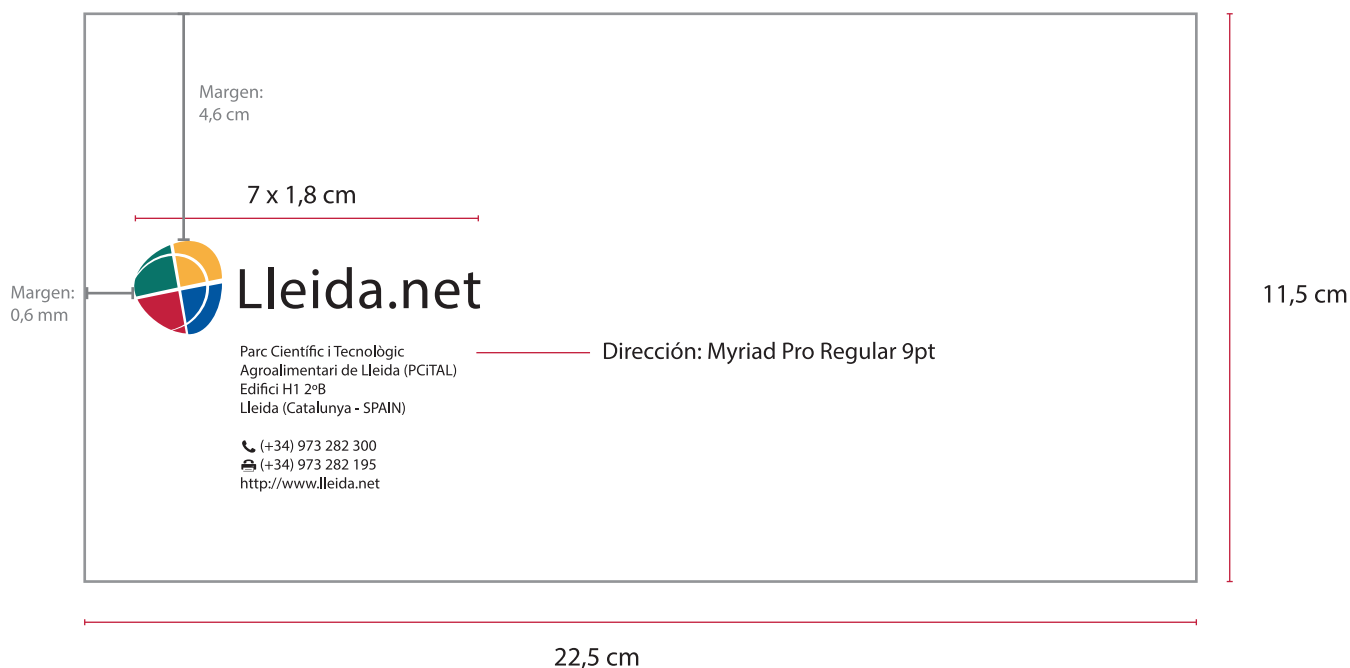 Margen:
4,6 cm
7 x 1,8 cm
Lleida.net
Margen:
0,6 mm
11,5 cm
Parc Científic i Tecnològic
Agroalimentari de Lleida (PCiTAL)
Edifici H1 2ºB
Lleida (Catalunya - SPAIN)
Dirección: Myriad Pro Regular 9pt
(+34) 973 282 300
(+34) 973 282 195
http://www.lleida.net
22,5 cm